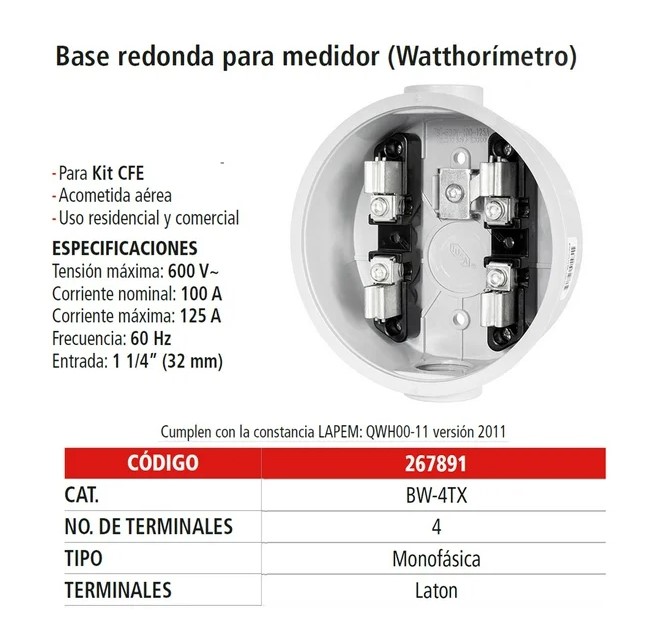 Base redonda para medidor (Watthorímetro)
- Para Kit CFE
- Acometida aérea
- Uso residencial y comercial
ESPECIFICACIONES
Tensión máxima: 600 V~
Corriente nominal: 100 A
Corriente máxima: 125 A
Frecuencia: 60 Hz
Entrada: 1 1/4” (32 mm)
Cumplen con la constancia LAPEM: QWH00-11 versión 2011
CÓDIGO 267891
CAT. BW-4TX
NO. DE TERMINALES 4
TIPO Monofásica
TERMINALES Laton